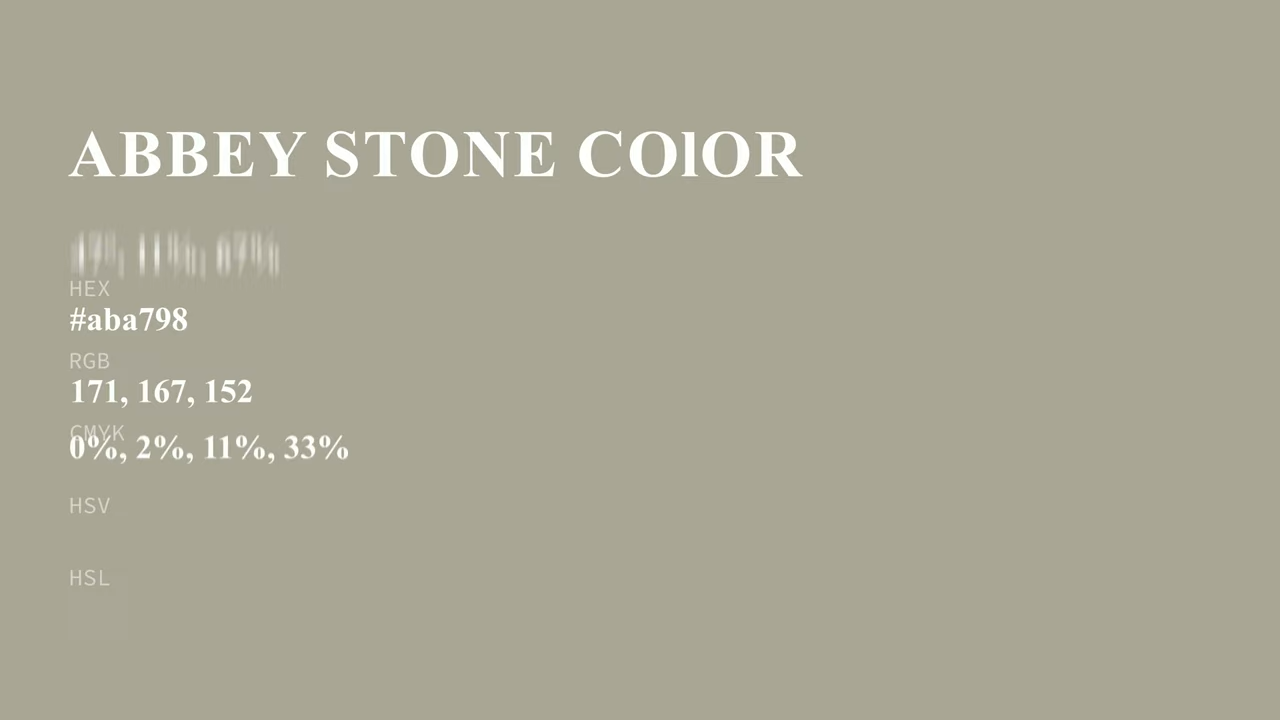 ABBEY STONE COlOR
HEX
#aba798
RGB
171, 167, 152
CMYK
0%, 2%, 11%, 33%
HSV
HSL